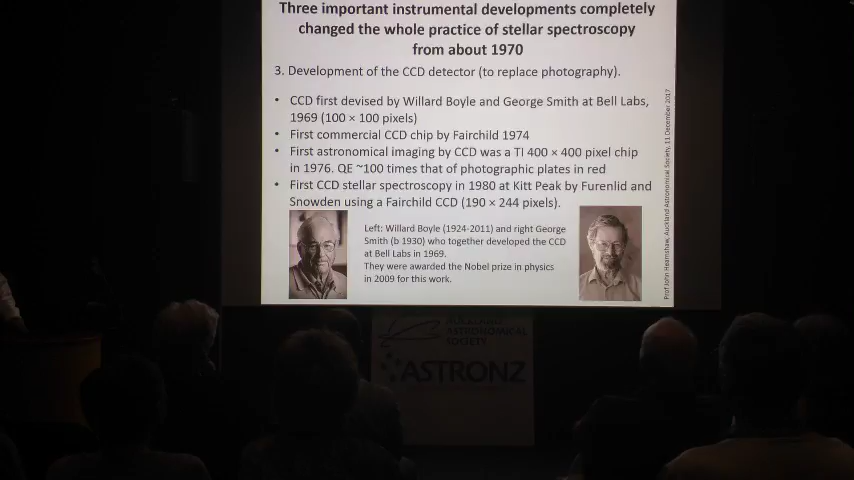 Three important instrumental developments completely
changed the whole practice of stellar spectroscopy
from about 1970
3. Development of the CCD detector (to replace photography).
• CCD first devised by Willard Boyle and George Smith at Bell Labs,
1969 (100 × 100 pixels)
• First commercial CCD chip by Fairchild 1974
• First astronomical imaging by CCD was a TI 400 × 400 pixel chip
in 1976. QE ~100 times that of photographic plates in red
• First CCD stellar spectroscopy in 1980 at Kitt Peak by Furenlid and
Snowden using a Fairchild CCD (190 × 244 pixels).
Left: Willard Boyle (1924-2011) and right George
Smith (b 1930) who together developed the CCD
at Bell Labs in 1969.
They were awarded the Nobel prize in physics
in 2009 for this work.
Prof John Hearnshaw, Auckland Astronomical Society, 11 December 2017
ASTRONOMICAL
SOCIETY
ASTRONZ